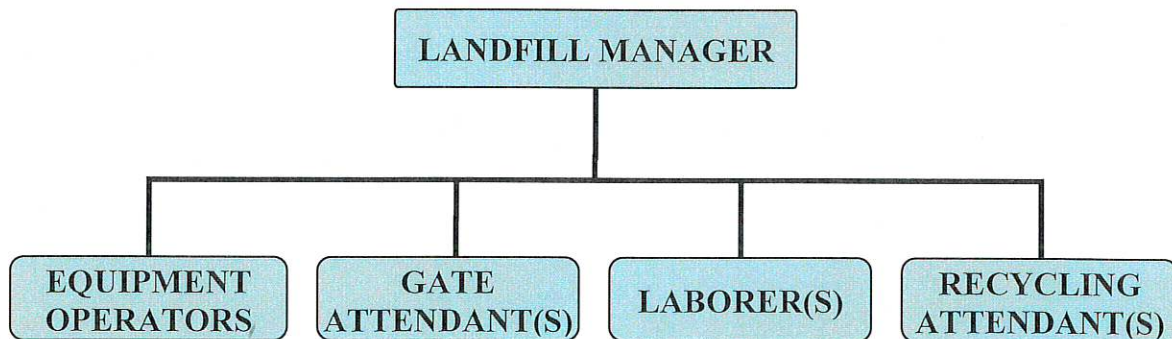 LANDFILL MANAGER
EQUIPMENT
OPERATORS
GATE
ATTENDANT(S)
LABORER(S)
RECYCLING
ATTENDANT(S)